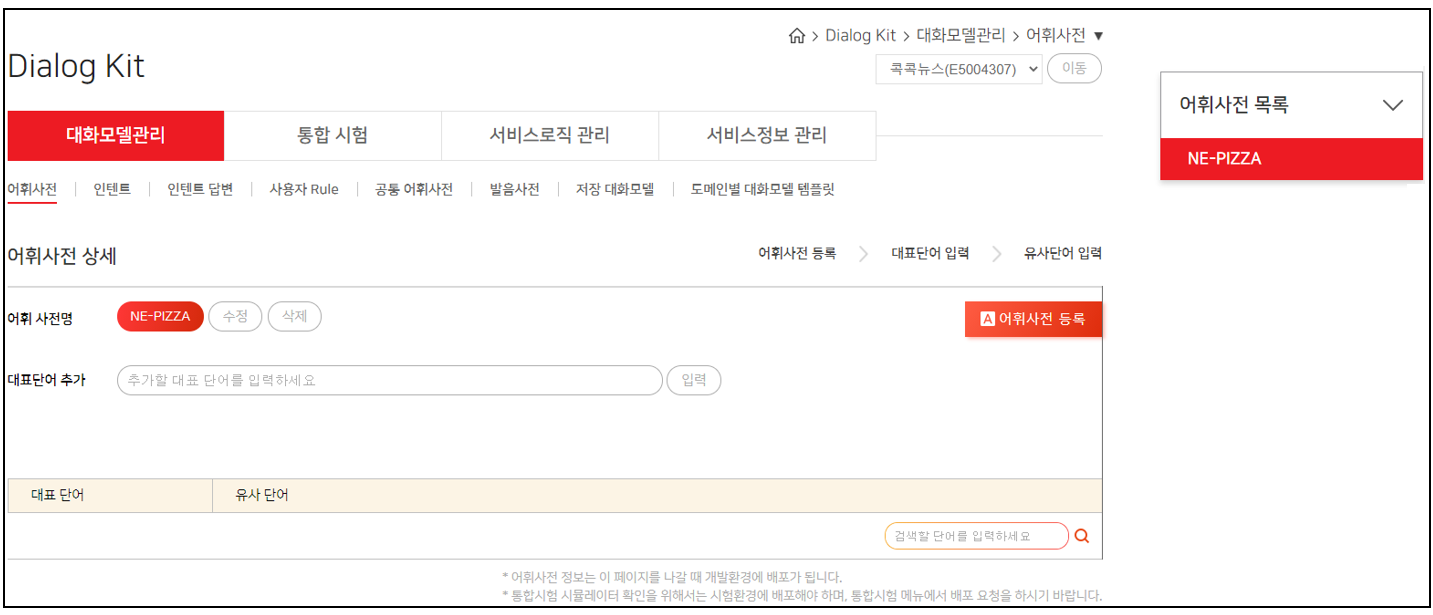 > Dialog Kit > 대화모델관리 > 어휘사전 ▼
Dialog Kit
콕콕뉴스(E5004307) 이동
대화모델관리 통합 시험 서비스로직 관리 서비스정보 관리
어휘사전 인텐트 인텐트 답변 사용자 Rule 공통 어휘사전 발음사전 저장 대화모델 도메인별 대화모델 템플릿
어휘사전 상세 어휘사전 등록 대표단어 입력 유사단어 입력
어휘 사전명 NE-PIZZA 수정 삭제 A 어휘사전 등록
대표단어 추가 추가할 대표 단어를 입력하세요 입력
대표 단어 유사 단어
검색할 단어를 입력하세요
* 어휘사전 정보는 이 페이지를 나갈 때 개발환경에 배포가 됩니다.
* 통합시험 시뮬레이터 확인을 위해서는 시험환경에 배포해야 하며, 통합시험 메뉴에서 배포 요청을 하시기 바랍니다.
어휘사전 목록
NE-PIZZA